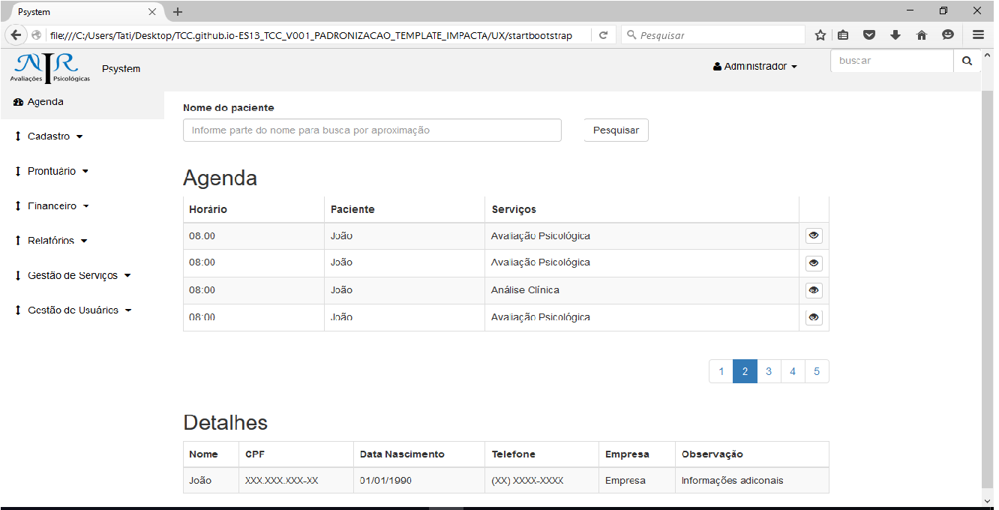 Psystem
file:///C:/Users/Tati/Desktop/TCC.github.io-ES13_TCC_V001_PADRONIZACAO_TEMPLATE_IMPACTA/UX/startbootstrap
Pesquisar
NIR
Avaliações Psicológicas
Psystem
Administrador
buscar
Agenda
Cadastro
Prontuário
Financeiro
Relatórios
Gestão de Serviços
Gestão de Usuários
Nome do paciente
Informe parte do nome para busca por aproximação
Pesquisar
Agenda
Horário Paciente Serviços
08:00 João Avaliação Psicológica
08:00 João Avaliação Psicológica
08:00 João Análise Clínica
08:00 João Avaliação Psicológica
1 2 3 4 5
Detalhes
Nome CPF Data Nascimento Telefone Empresa Observação
João XXX.XXX.XXX-XX 01/01/1990 (XX) XXXX-XXXX Empresa Informações adiconais